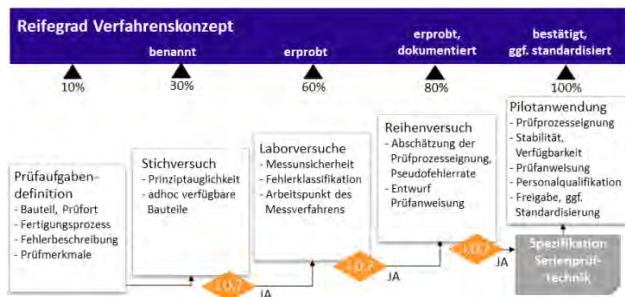 Reifegrad Verfahrenskonzept
benannt
erprobt
erprobt,
dokumentiert
bestätigt,
ggf. standardisiert
10%
30%
60%
80%
100%
Prüfaufgaben-
definition
- Bauteil, Prüfort
- Fertigungsprozess
- Fehlerbeschreibung
- Prüfmerkmale
Stichversuch
- Prinziptauglichkeit
- adhoc verfügbare
Bauteile
Laborversuche
- Messunsicherheit
- Fehlerklassifikation
- Arbeitspunkt des
Messverfahrens
Reihenversuch
- Abschätzung der
Prüfprozesseignung,
Pseudofehlerrate
- Entwurf
Prüfanweisung
Pilotanwendung
- Prüfprozesseignung
- Stabilität,
Verfügbarkeit
- Prüfanweisung
- Personalqualifikation
- Freigabe, ggf.
Standardisierung
i.O.?
JA
i.O.?
JA
i.O.?
JA
Spezifikation
Serienprüf-
technik